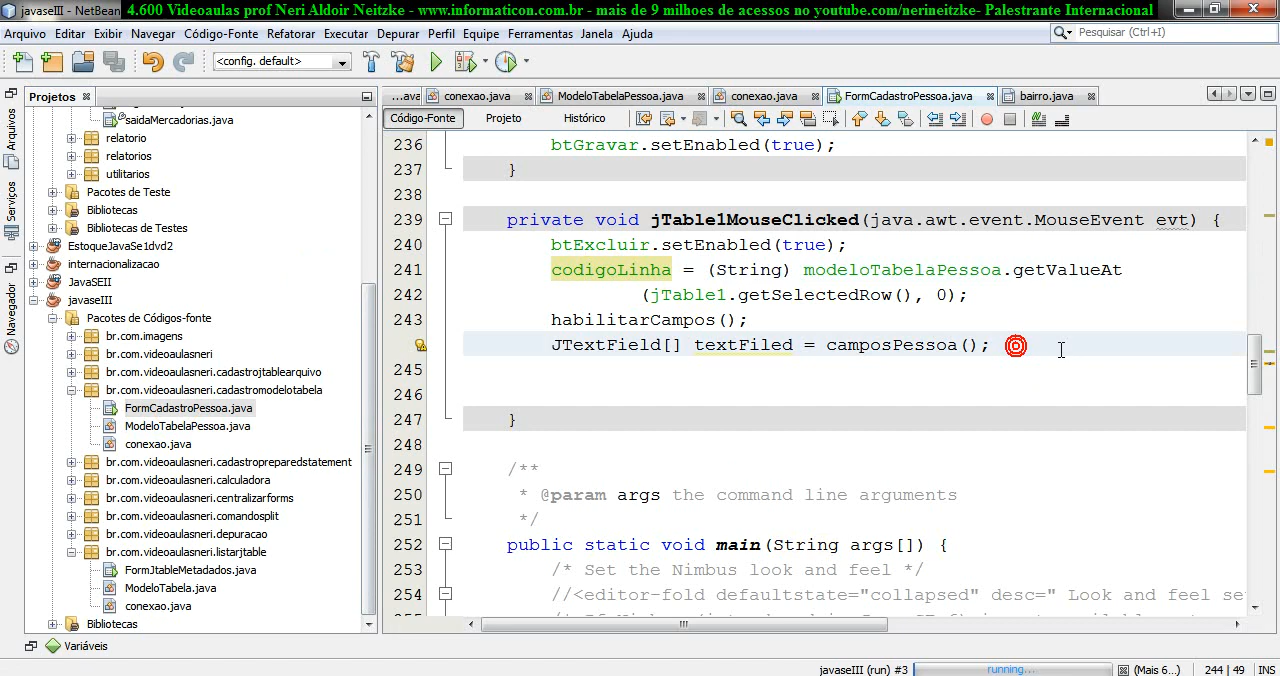 javaseIII - NetBean
4.600 Videoaulas prof Neri Aldoir Neitzke - www.informaticon.com.br - mais de 9 milhoes de acessos no youtube.com/nerineitzke- Palestrante Internacional
Arquivo Editar Exibir Navegar Código-Fonte Refatorar Executar Depurar Perfil Equipe Ferramentas Janela Ajuda
Pesquisar (Ctrl+I)
<config. default>
Projetos
...ava conexao.java ModeloTabelaPessoa.java conexao.java FormCadastroPessoa.java bairro.java
Código-Fonte Projeto Histórico
Arquivos
Serviços
Navegador
SaidaMercadorias.java
relatorio
relatorios
utilitarios
Pacotes de Teste
Bibliotecas
Bibliotecas de Testes
EstoqueJavaSe1dvd2
internacionalizacao
JavaSEII
javaseIII
Pacotes de Códigos-fonte
br.com.imagens
br.com.videoaulasneri
br.com.videoaulasneri.cadastrojtablearquivo
br.com.videoaulasneri.cadastromodelotabela
FormCadastroPessoa.java
ModeloTabelaPessoa.java
conexao.java
br.com.videoaulasneri.cadastropreparedstatement
br.com.videoaulasneri.calculadora
br.com.videoaulasneri.centralizarforms
br.com.videoaulasneri.comandosplit
br.com.videoaulasneri.depuracao
br.com.videoaulasneri.listarjtable
FormJtableMetadados.java
ModeloTabela.java
conexao.java
Bibliotecas
236 btGravar.setEnabled(true);
237 }
238
239 private void jTable1MouseClicked(java.awt.event.MouseEvent evt) {
240 btExcluir.setEnabled(true);
241 codigoLinha = (String) modeloTabelaPessoa.getValueAt
242 (jTable1.getSelectedRow(), 0);
243 habilitarCampos();
JTextField[] textFiled = camposPessoa();
245
246
247 }
248
249 /**
250 * @param args the command line arguments
251 */
252 public static void main(String args[]) {
253 /* Set the Nimbus look and feel */
254 //<editor-fold defaultstate="collapsed" desc=" Look and feel se
Variáveis
javaseIII (run) #3 running... (Mais 6...) 244 | 49 INS